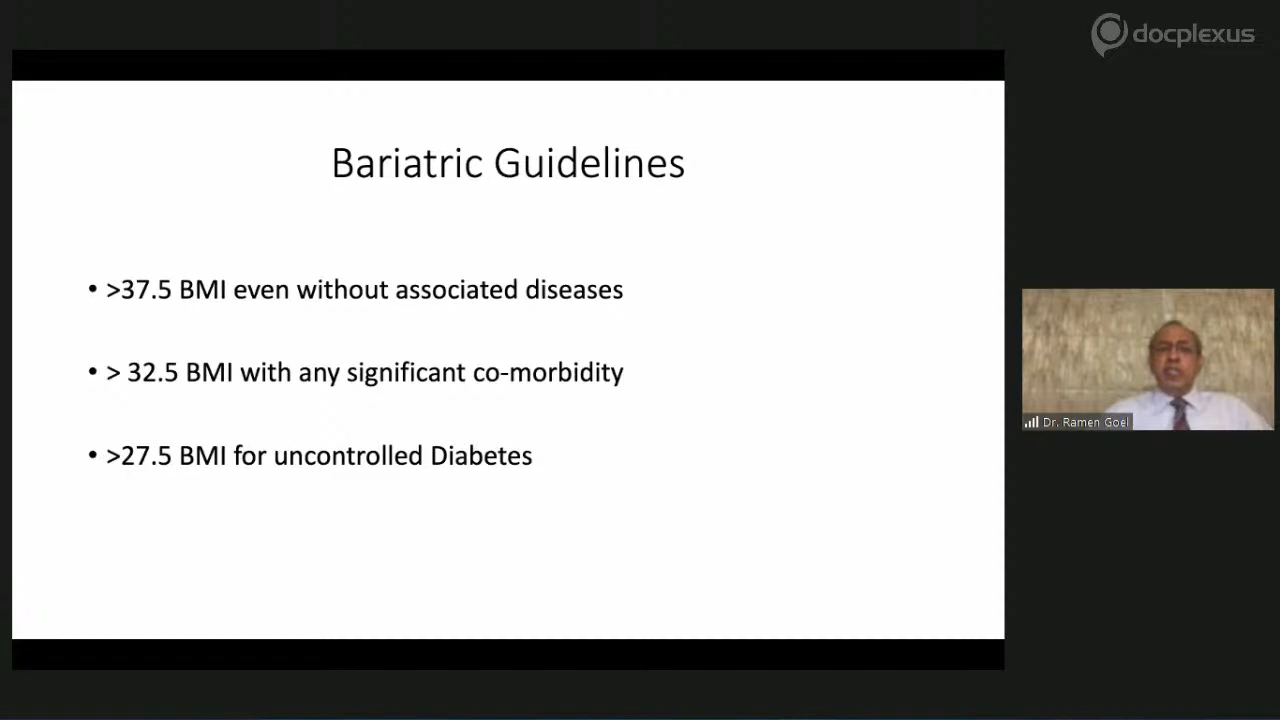 docplexus
Bariatric Guidelines
• >37.5 BMI even without associated diseases
• > 32.5 BMI with any significant co-morbidity
• >27.5 BMI for uncontrolled Diabetes
Dr. Ramen Goel